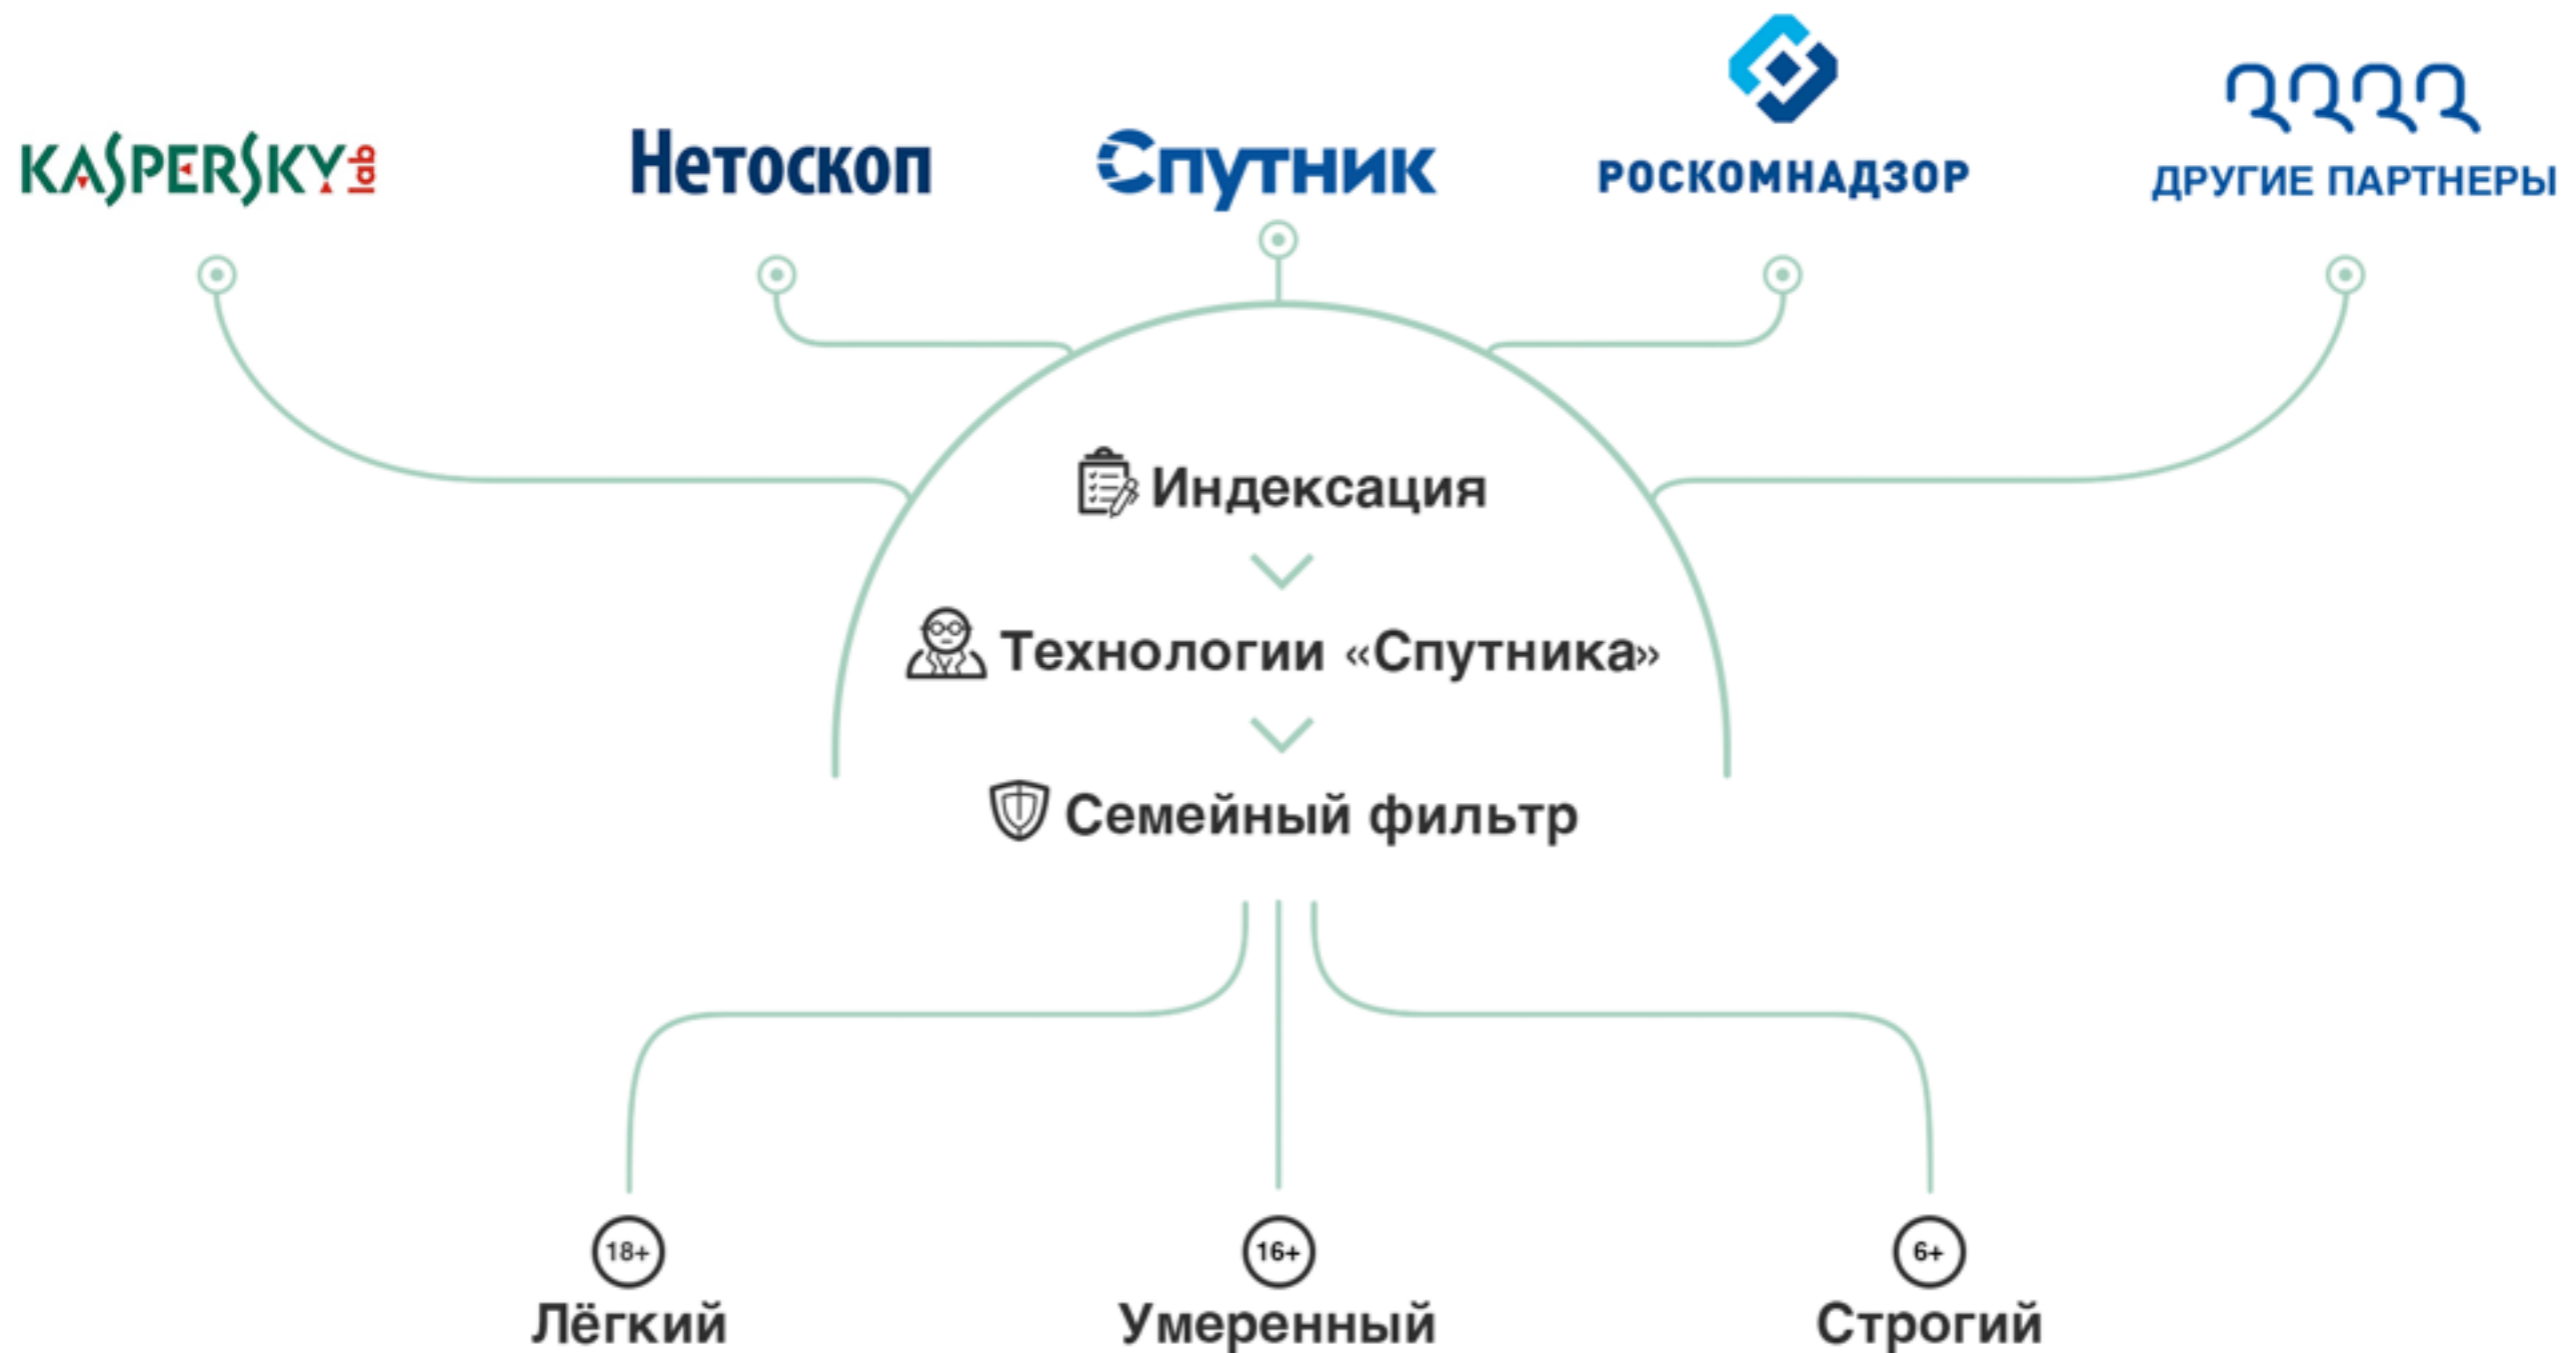 KASPERSKY lab
Нетоскоп
Спутник
РОСКОМНАДЗОР
ДРУГИЕ ПАРТНЕРЫ
Индексация
Технологии «Спутника»
Семейный фильтр
18+
Лёгкий
16+
Умеренный
6+
Строгий